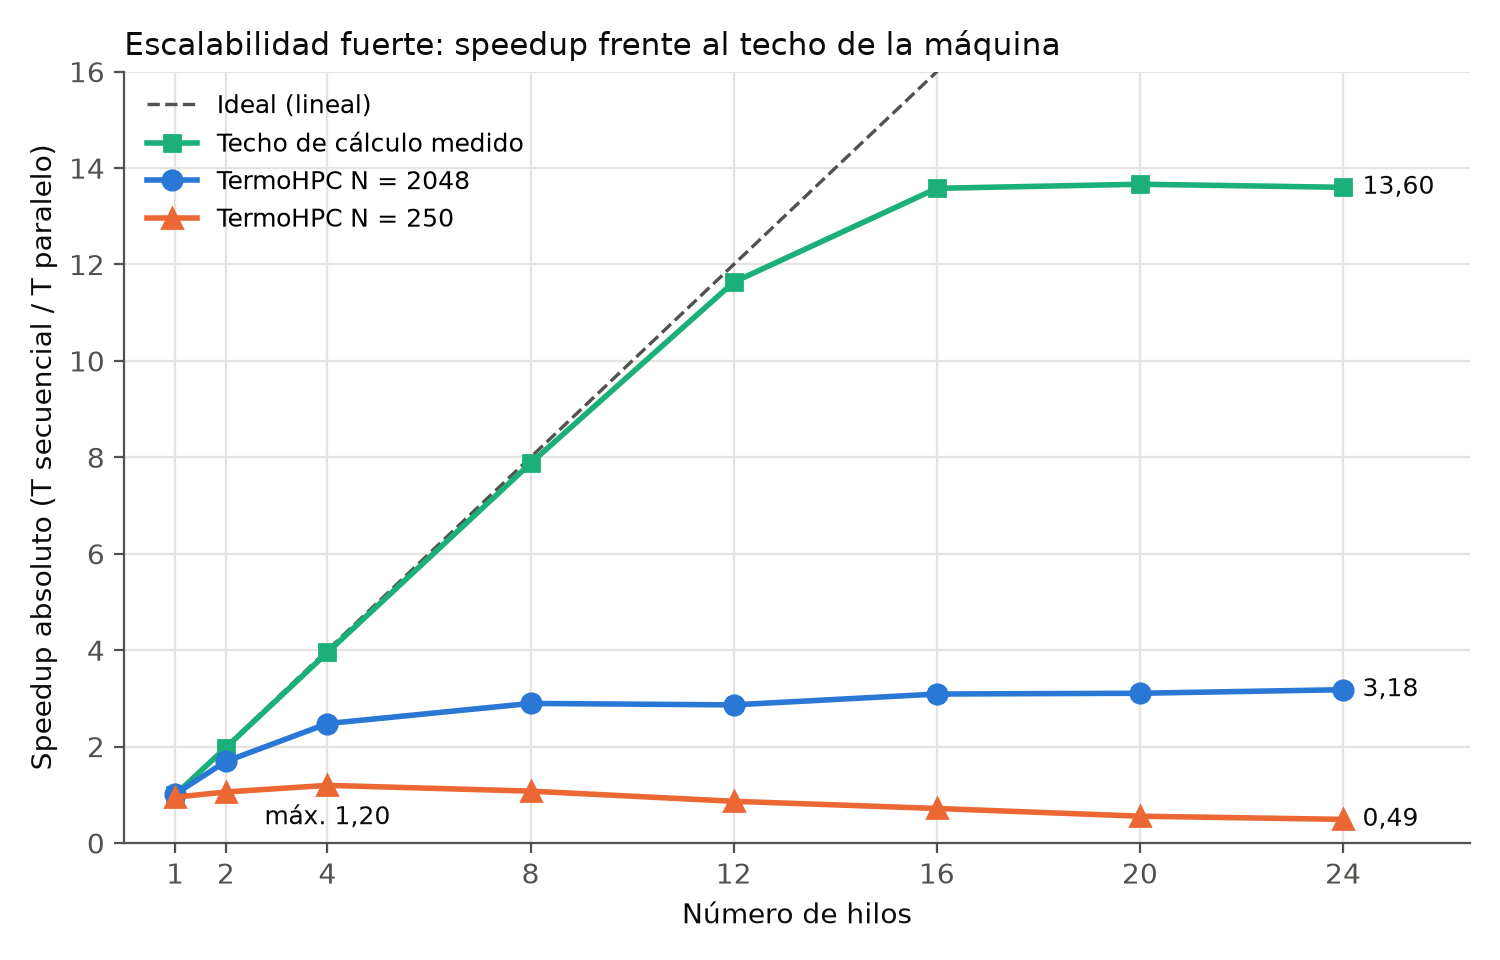 Escalabilidad fuerte: speedup frente al techo de la máquina
Speedup absoluto (T secuencial / T paralelo)
16
14
12
10
8
6
4
2
0
Ideal (lineal)
Techo de cálculo medido
TermoHPC N = 2048
TermoHPC N = 250
13,60
3,18
máx. 1,20
0,49
1 2 4 8 12 16 20 24
Número de hilos